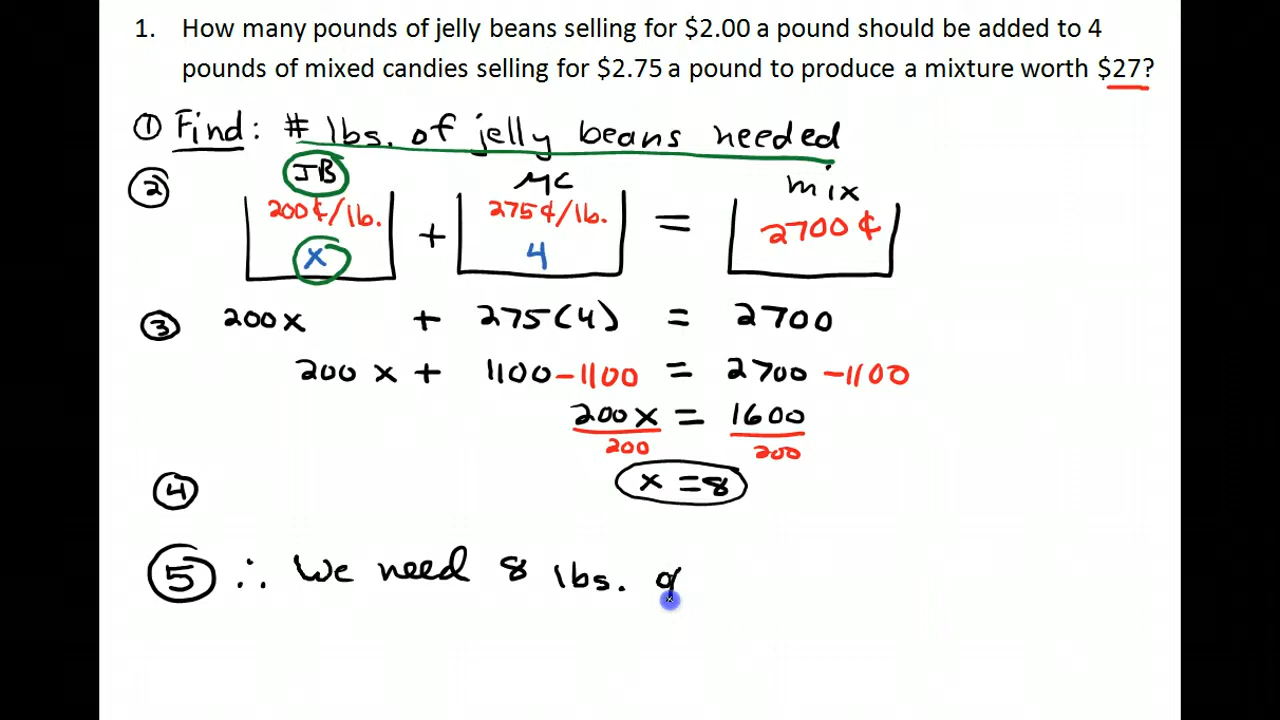 1. How many pounds of jelly beans selling for $2.00 a pound should be added to 4
pounds of mixed candies selling for $2.75 a pound to produce a mixture worth $27?
① Find: # lbs. of jelly beans needed
② JB MC mix
200¢/lb. + 275¢/lb. = 2700¢
x 4
③ 200x + 275(4) = 2700
200x + 1100 -1100 = 2700 -1100
200x = 1600
200 200
④ x = 8
⑤ ∴ We need 8 lbs. o